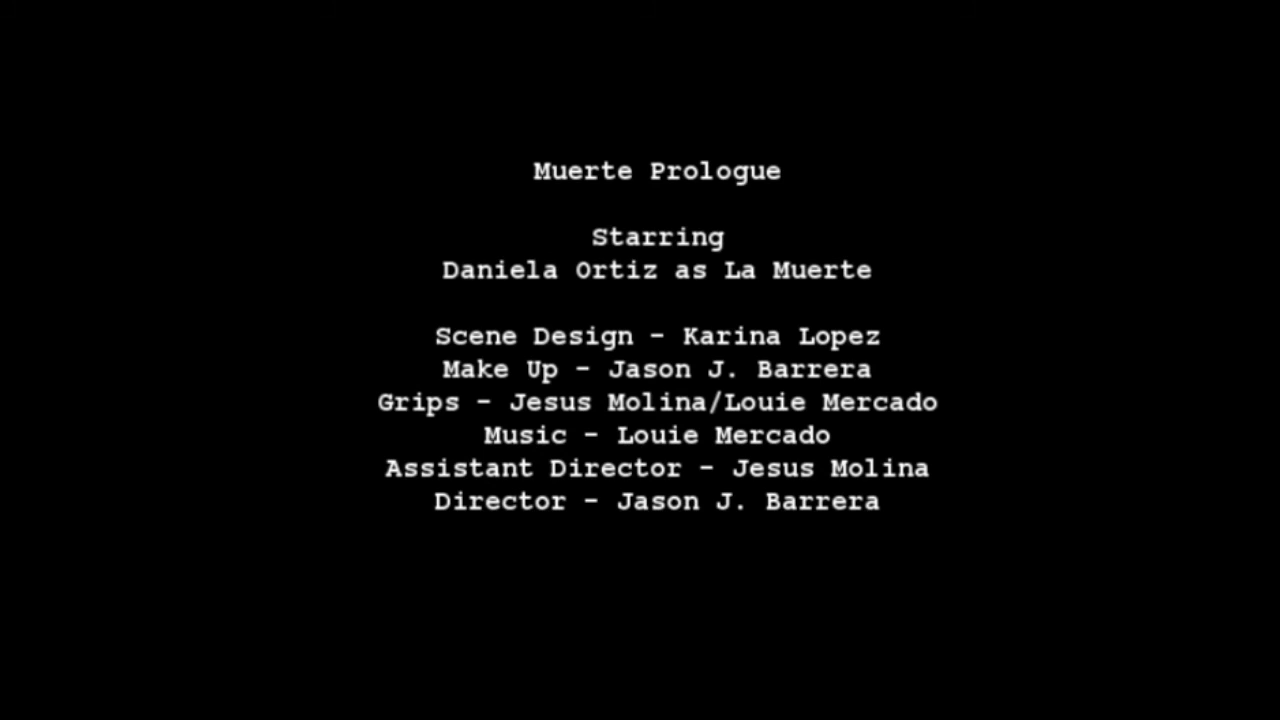 Muerte Prologue
Starring
Daniela Ortiz as La Muerte
Scene Design - Karina Lopez
Make Up - Jason J. Barrera
Grips - Jesus Molina/Louie Mercado
Music - Louie Mercado
Assistant Director - Jesus Molina
Director - Jason J. Barrera